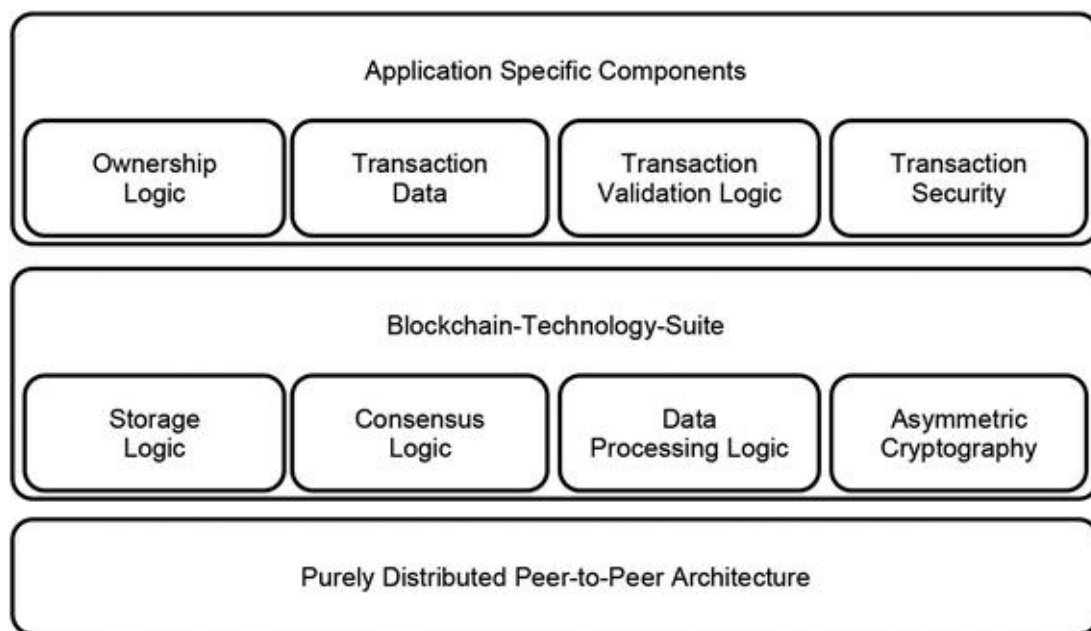 Application Specific Components
Ownership
Logic
Transaction
Data
Transaction
Validation Logic
Transaction
Security
Blockchain-Technology-Suite
Storage
Logic
Consensus
Logic
Data
Processing Logic
Asymmetric
Cryptography
Purely Distributed Peer-to-Peer Architecture